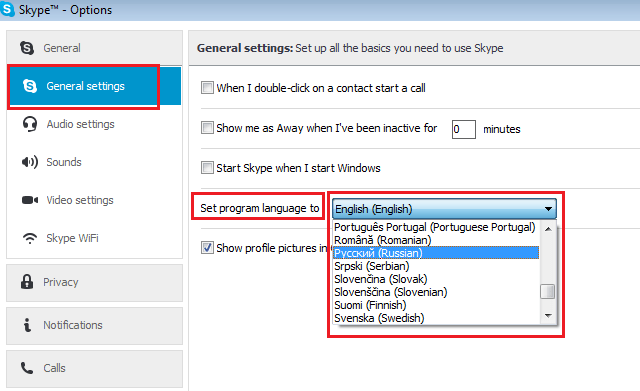 Skype™ - Options
General
General settings
Audio settings
Sounds
Video settings
Skype WiFi
Privacy
Notifications
Calls
General settings: Set up all the basics you need to use Skype
When I double-click on a contact start a call
Show me as Away when I've been inactive for 0 minutes
Start Skype when I start Windows
Set program language to English (English)
Português Portugal (Portuguese Portugal)
Română (Romanian)
Русский (Russian)
Srpski (Serbian)
Slovenčina (Slovak)
Slovenščina (Slovenian)
Suomi (Finnish)
Svenska (Swedish)
Show profile pictures in